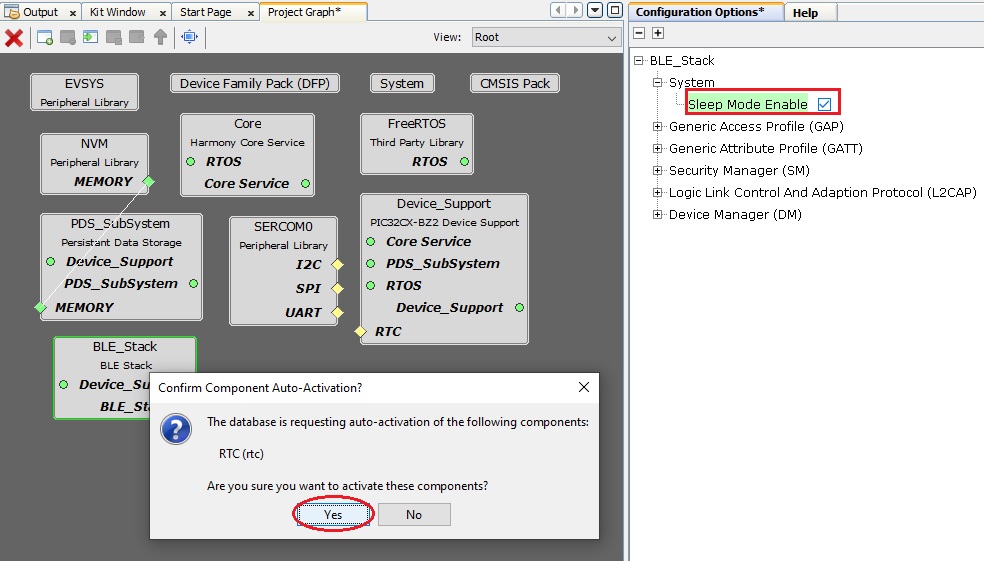 Output x Kit Window x Start Page x Project Graph* x
View: Root
EVSYS
Peripheral Library
Device Family Pack (DFP)
System
CMSIS Pack
NVM
Peripheral Library
MEMORY
Core
Harmony Core Service
RTOS
Core Service
FreeRTOS
Third Party Library
RTOS
PDS_SubSystem
Persistant Data Storage
Device_Support
PDS_SubSystem
MEMORY
SERCOM0
Peripheral Library
I2C
SPI
UART
Device_Support
PIC32CX-BZ2 Device Support
Core Service
PDS_SubSystem
RTOS
Device_Support
RTC
BLE_Stack
BLE Stack
Device_Su
BLE_Sta
Confirm Component Auto-Activation?
The database is requesting auto-activation of the following components:
RTC (rtc)
Are you sure you want to activate these components?
Yes No
Configuration Options* x Help
BLE_Stack
System
Sleep Mode Enable
Generic Access Profile (GAP)
Generic Attribute Profile (GATT)
Security Manager (SM)
Logic Link Control And Adaption Protocol (L2CAP)
Device Manager (DM)